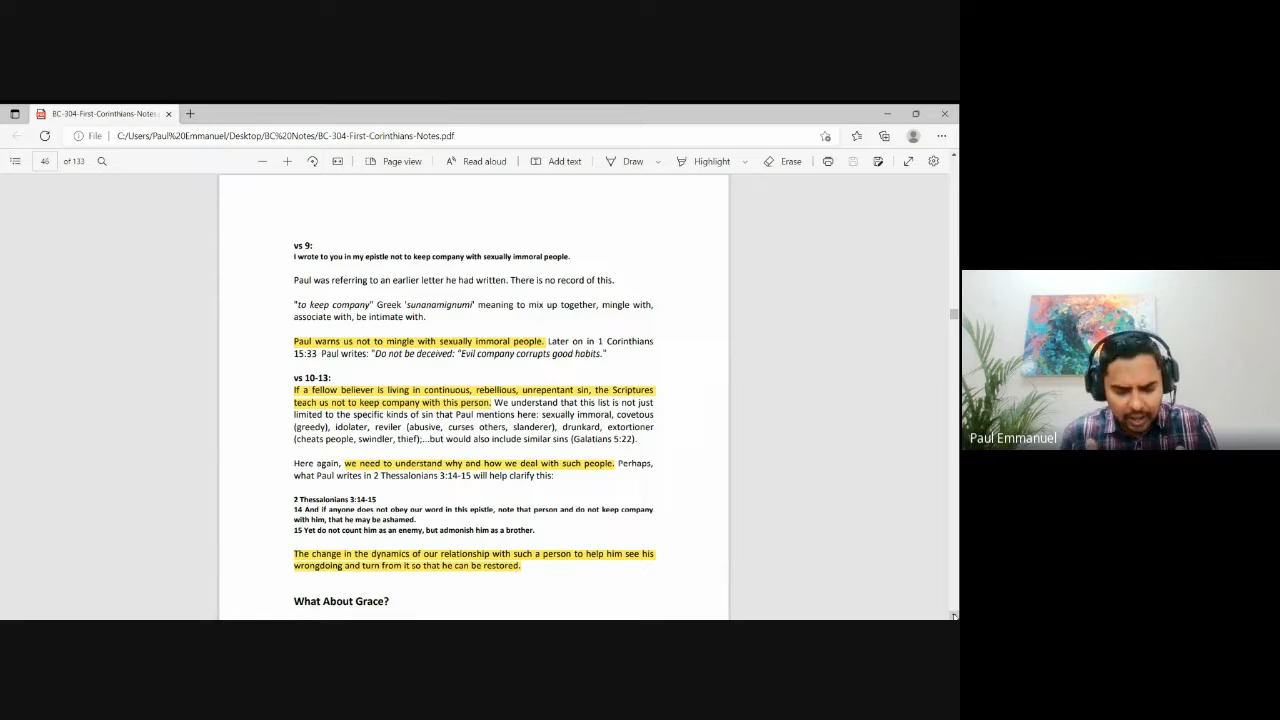 BC-304-First-Corinthians-Notes
File C:/Users/Paul%20Emmanuel/Desktop/BC%20Notes/BC-304-First-Corinthians-Notes.pdf
46 of 133 Page view Read aloud Add text Draw Highlight Erase
vs 9:
I wrote to you in my epistle not to keep company with sexually immoral people.
Paul was referring to an earlier letter he had written. There is no record of this.
"to keep company" Greek 'sunanamignumi' meaning to mix up together, mingle with,
associate with, be intimate with.
Paul warns us not to mingle with sexually immoral people. Later on in 1 Corinthians
15:33 Paul writes: "Do not be deceived: "Evil company corrupts good habits."
vs 10-13:
If a fellow believer is living in continuous, rebellious, unrepentant sin, the Scriptures
teach us not to keep company with this person. We understand that this list is not just
limited to the specific kinds of sin that Paul mentions here: sexually immoral, covetous
(greedy), idolater, reviler (abusive, curses others, slanderer), drunkard, extortioner
(cheats people, swindler, thief);...but would also include similar sins (Galatians 5:22).
Here again, we need to understand why and how we deal with such people. Perhaps,
what Paul writes in 2 Thessalonians 3:14-15 will help clarify this:
2 Thessalonians 3:14-15
14 And if anyone does not obey our word in this epistle, note that person and do not keep company
with him, that he may be ashamed.
15 Yet do not count him as an enemy, but admonish him as a brother.
The change in the dynamics of our relationship with such a person to help him see his
wrongdoing and turn from it so that he can be restored.
What About Grace?
Paul Emmanuel